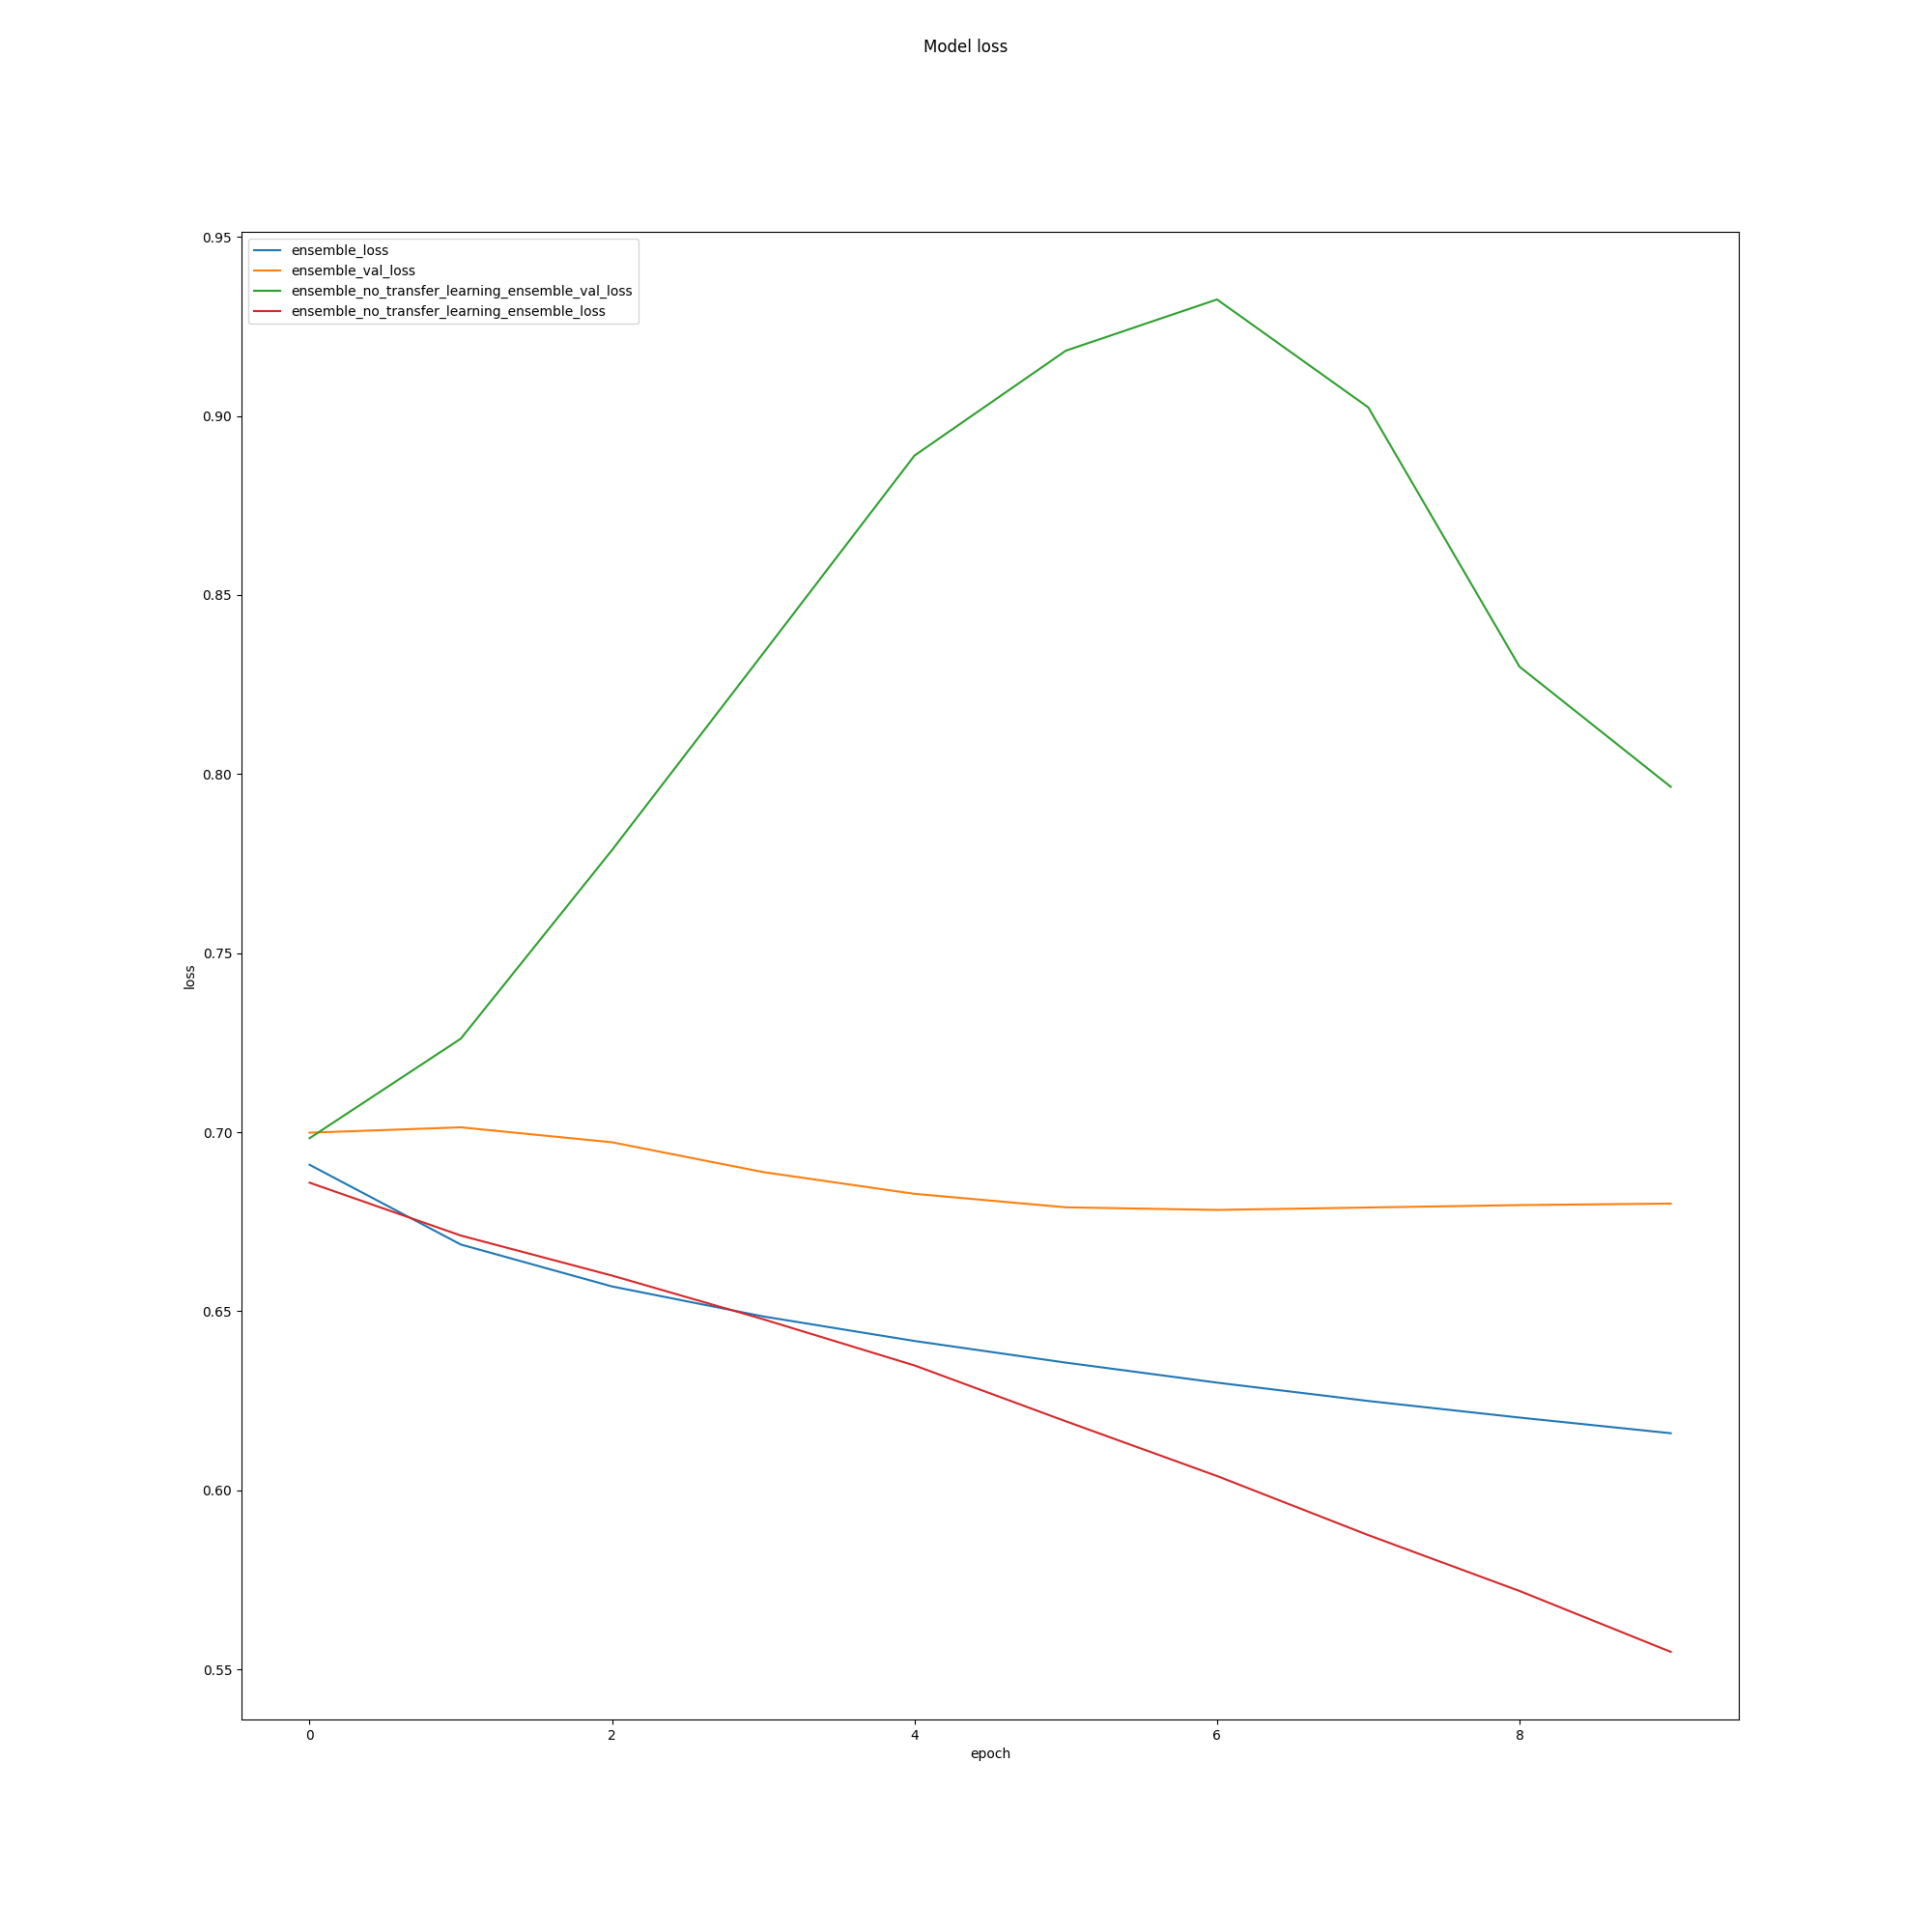 Model loss
ensemble_loss
ensemble_val_loss
ensemble_no_transfer_learning_ensemble_val_loss
ensemble_no_transfer_learning_ensemble_loss
0.95
0.90
0.85
0.80
0.75
0.70
0.65
0.60
0.55
loss
0 2 4 6 8
epoch